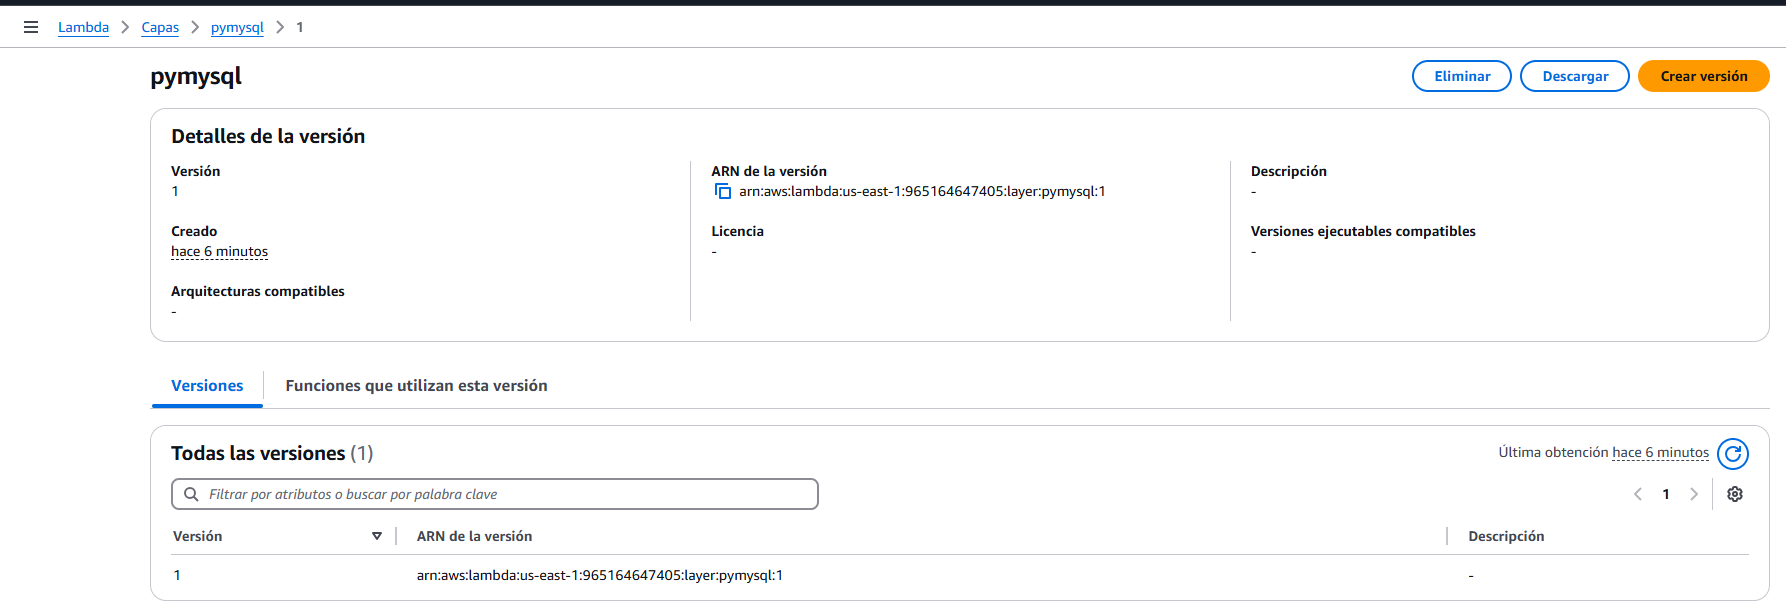 Lambda > Capas > pymysql > 1
pymysql
Eliminar
Descargar
Crear versión
Detalles de la versión
Versión
1
Creado
hace 6 minutos
Arquitecturas compatibles
-
ARN de la versión
arn:aws:lambda:us-east-1:965164647405:layer:pymysql:1
Licencia
-
Descripción
-
Versiones ejecutables compatibles
-
Versiones
Funciones que utilizan esta versión
Todas las versiones (1)
Última obtención hace 6 minutos
Filtrar por atributos o buscar por palabra clave
1
Versión
ARN de la versión
Descripción
1
arn:aws:lambda:us-east-1:965164647405:layer:pymysql:1
-